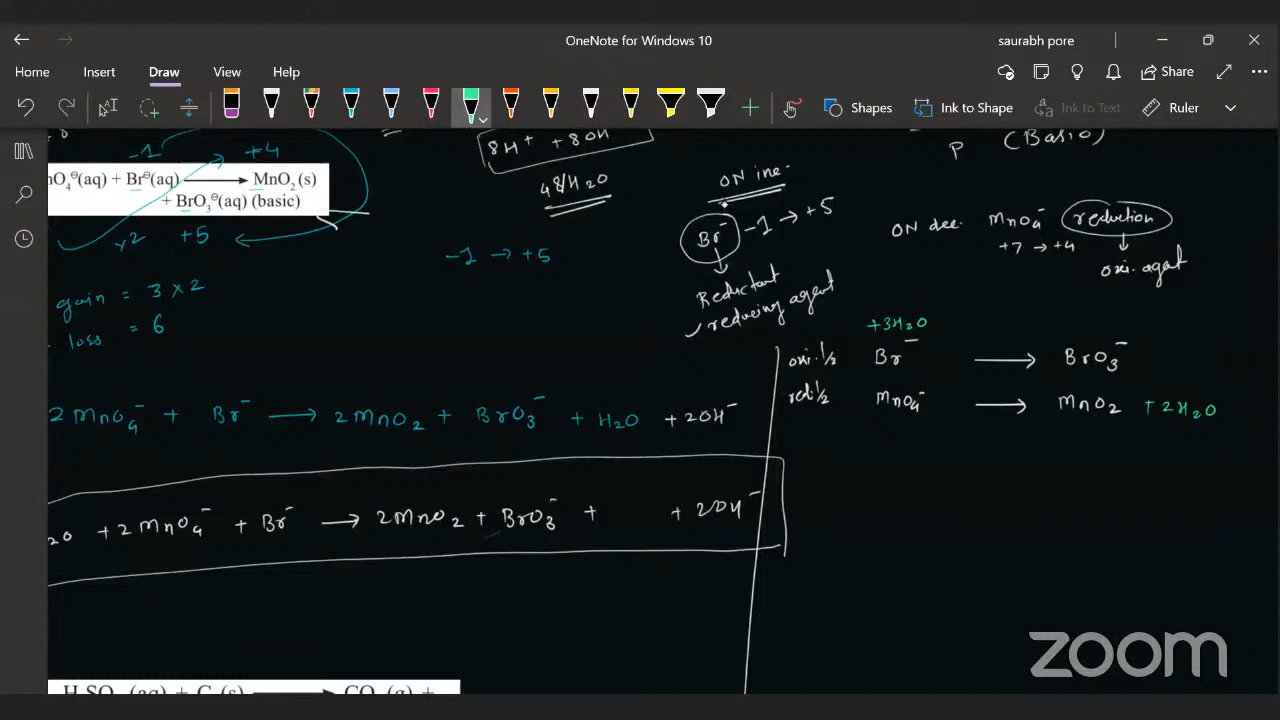 OneNote for Windows 10
saurabh pore
Home Insert Draw View Help
Share
Shapes
Ink to Shape
Ink to Text
Ruler
8H⁺ + 8OH
48/H₂O
P (Basic)
-1 +4
nO₄⊖(aq) + Br⊖(aq) ⟶ MnO₂(s)
+ BrO₃⊖(aq) (basic)
×2 +5
-1 → +5
gain = 3 × 2
loss = 6
ON inc.
Br⁻ -1 → +5
Reductant
reducing agent
ON dec. MnO₄⁻ reduction
+7 → +4
oxi. agent
+3H₂O
oxi. 1/2 Br⁻ ⟶ BrO₃⁻
red 1/2 MnO₄⁻ ⟶ MnO₂ + 2H₂O
2MnO₄⁻ + Br⁻ ⟶ 2MnO₂ + BrO₃⁻ + H₂O + 2OH⁻
₂O + 2MnO₄⁻ + Br⁻ ⟶ 2MnO₂ + BrO₃⁻ + + 2OH⁻
zoom